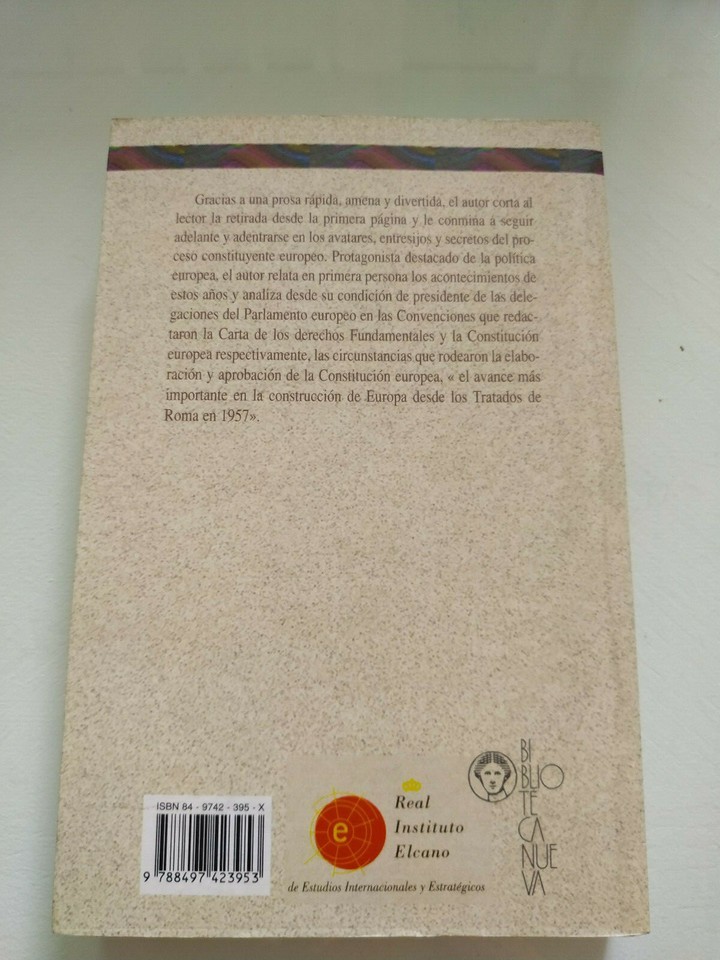 Gracias a una prosa rápida, amena y divertida, el autor corta al
lector la retirada desde la primera página y le conmina a seguir
adelante y adentrarse en los avatares, entresijos y secretos del pro-
ceso constituyente europeo. Protagonista destacado de la política
europea, el autor relata en primera persona los acontecimientos de
estos años y analiza desde su condición de presidente de las dele-
gaciones del Parlamento europeo en las Convenciones que redac-
taron la Carta de los derechos Fundamentales y la Constitución
europea respectivamente, las circunstancias que rodearon la elabo-
ración y aprobación de la Constitución europea, « el avance más
importante en la construcción de Europa desde los Tratados de
Roma en 1957».
ISBN 84 - 9742 - 395 - X
9 788497 423953
e
Real
Instituto
Elcano
de Estudios Internacionales y Estratégicos
BI
BLIO
TE
CA
NUE
VA